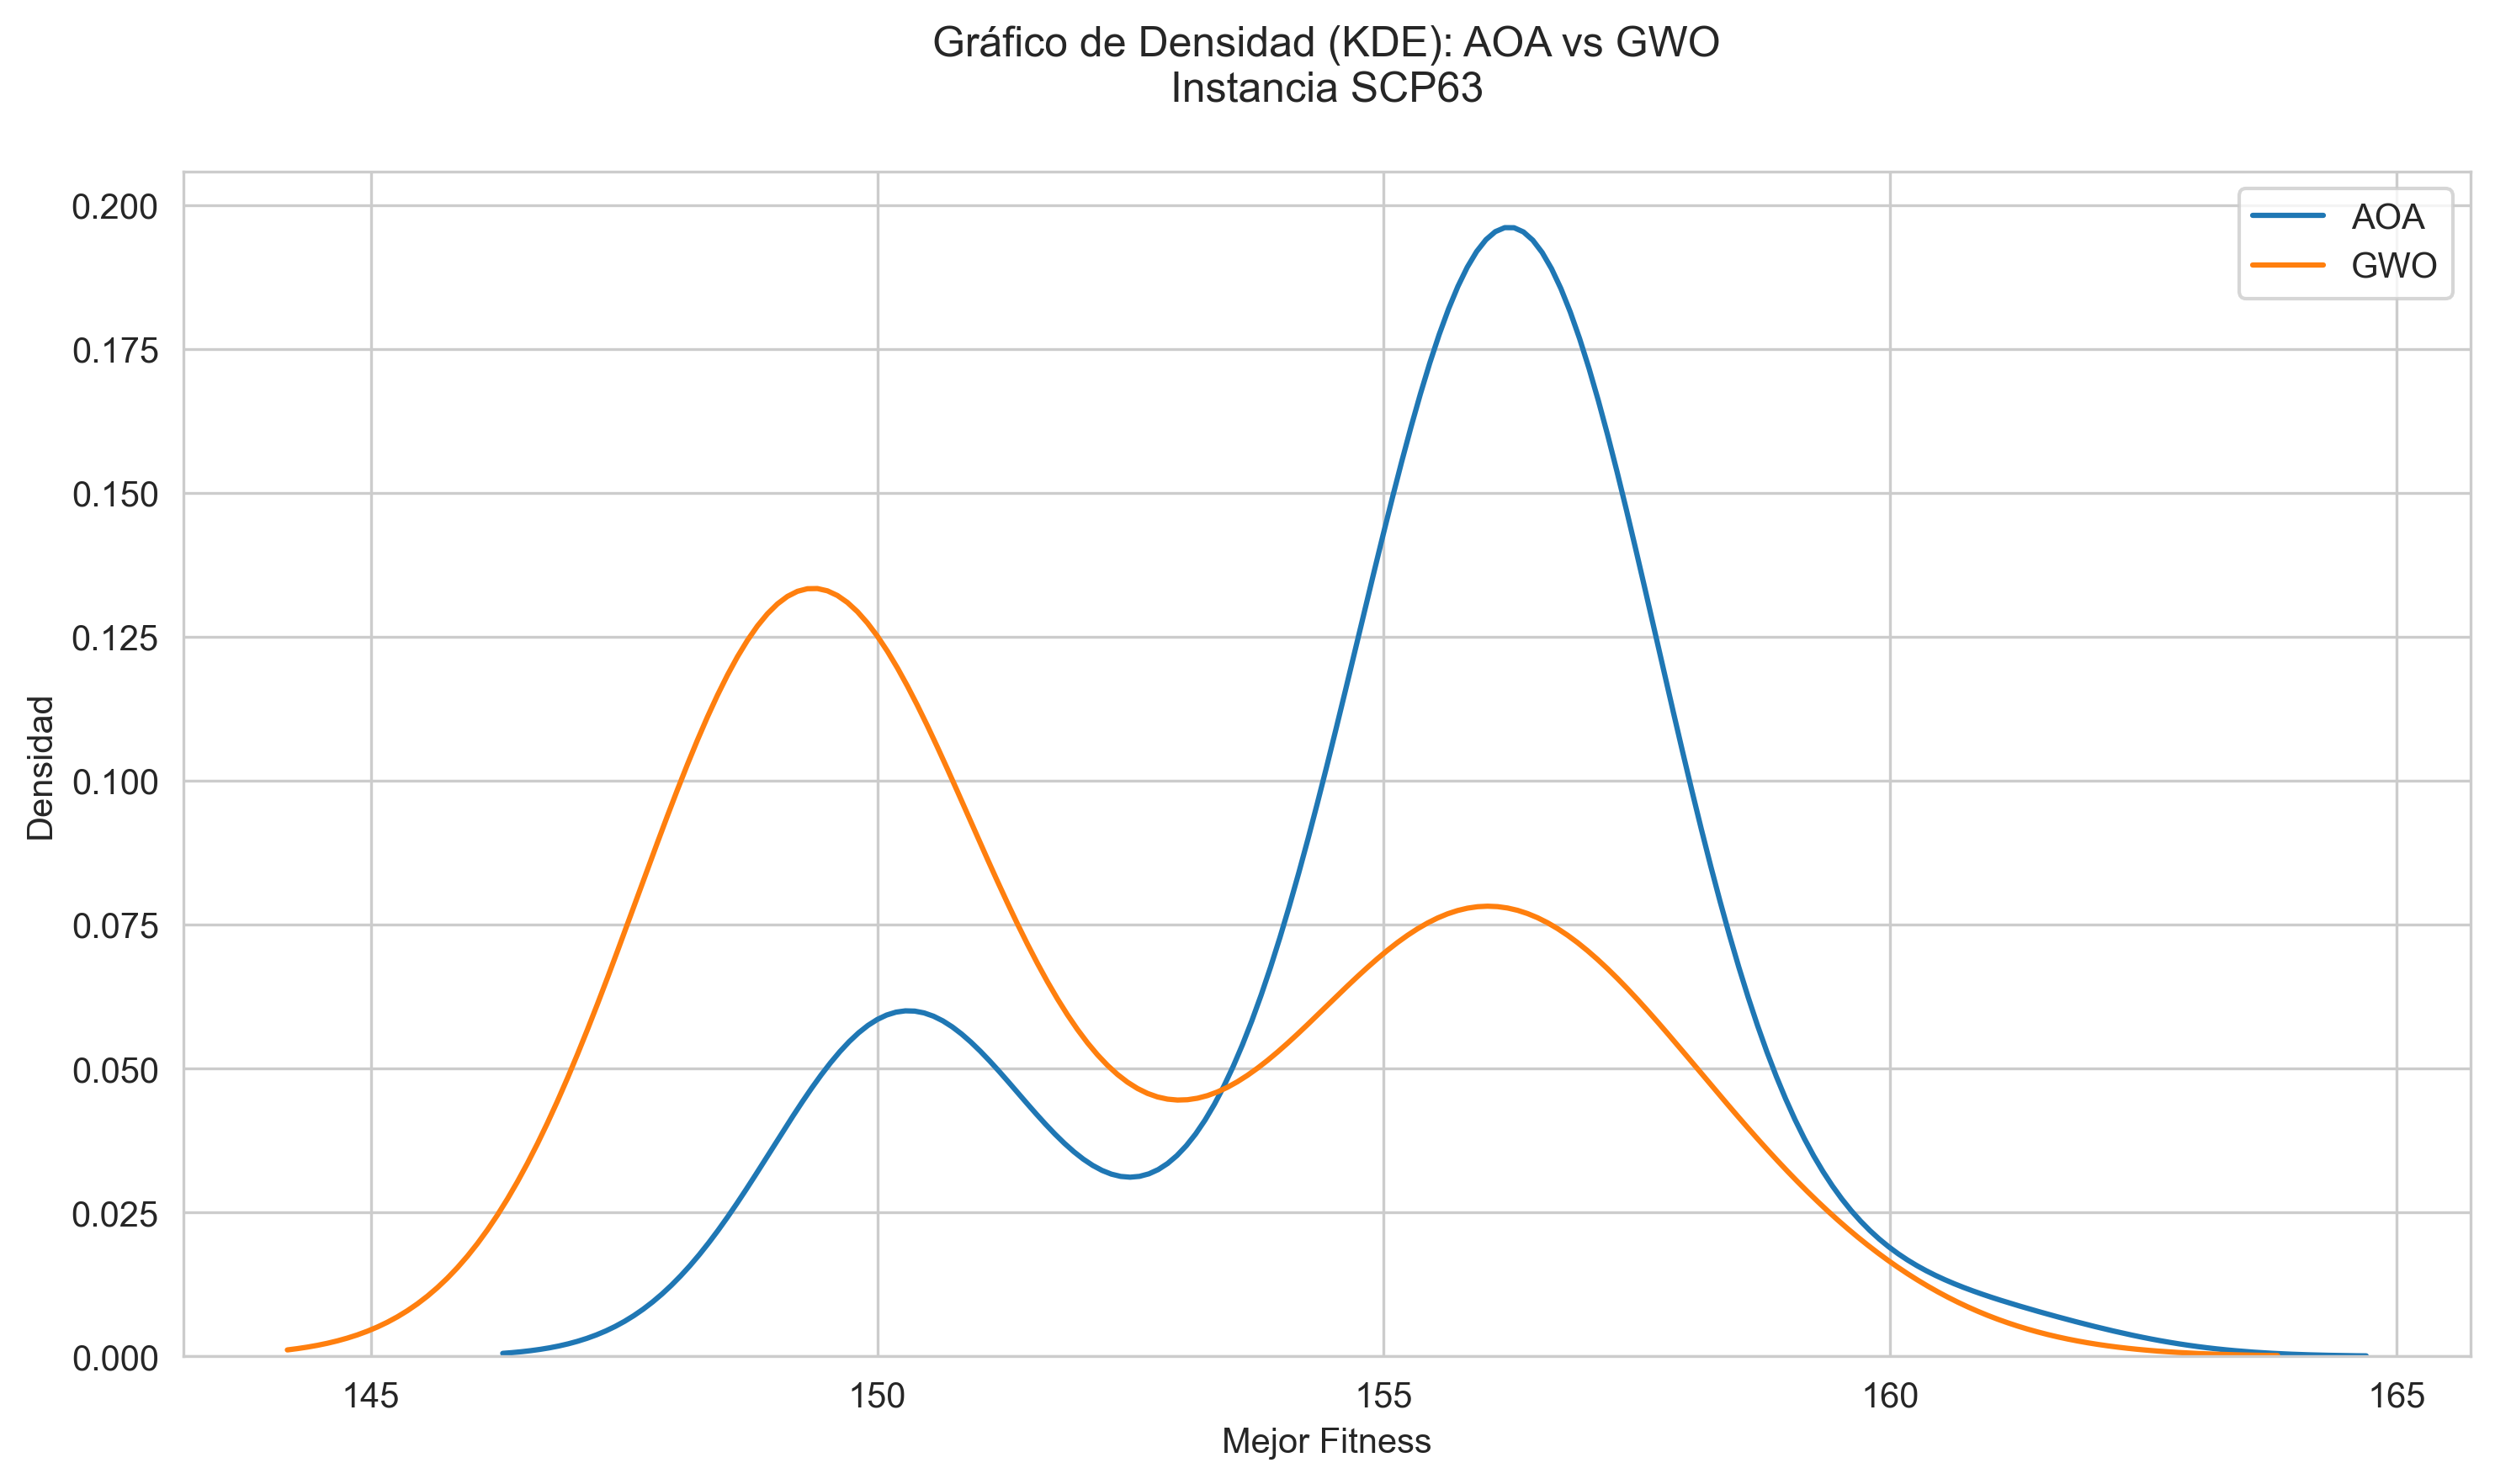 Gráfico de Densidad (KDE): AOA vs GWO
Instancia SCP63
AOA
GWO
0.200
0.175
0.150
0.125
0.100
0.075
0.050
0.025
0.000
Densidad
145 150 155 160 165
Mejor Fitness